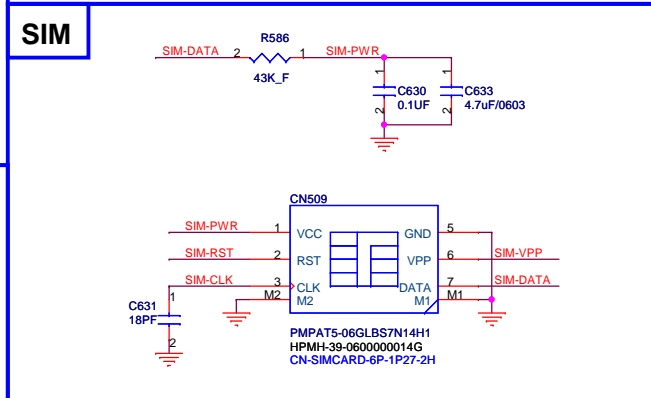 SIM
R586
SIM-DATA 2 1 SIM-PWR
43K_F
1 1
C630 C633
0.1UF 4.7uF/0603
2 2
CN509
SIM-PWR 1 VCC GND 5
SIM-RST 2 RST VPP 6 SIM-VPP
SIM-CLK 3 CLK DATA 7 SIM-DATA
M2 M2 M1 M1
1
C631
18PF
2
PMPAT5-06GLBS7N14H1
HPMH-39-0600000014G
CN-SIMCARD-6P-1P27-2H